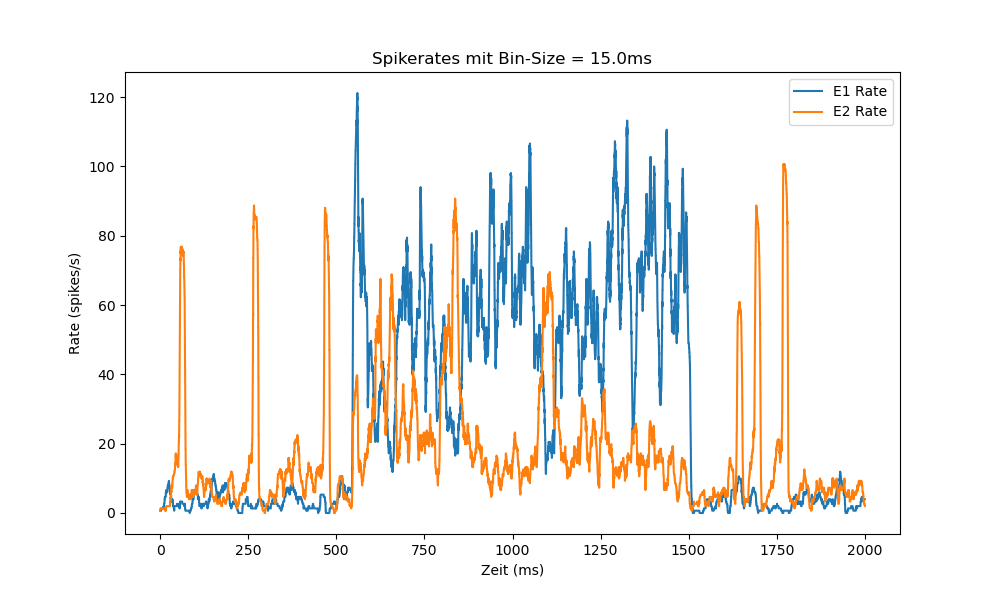 Spikerates mit Bin-Size = 15.0ms
E1 Rate
E2 Rate
120
100
80
60
40
20
0
Rate (spikes/s)
0 250 500 750 1000 1250 1500 1750 2000
Zeit (ms)